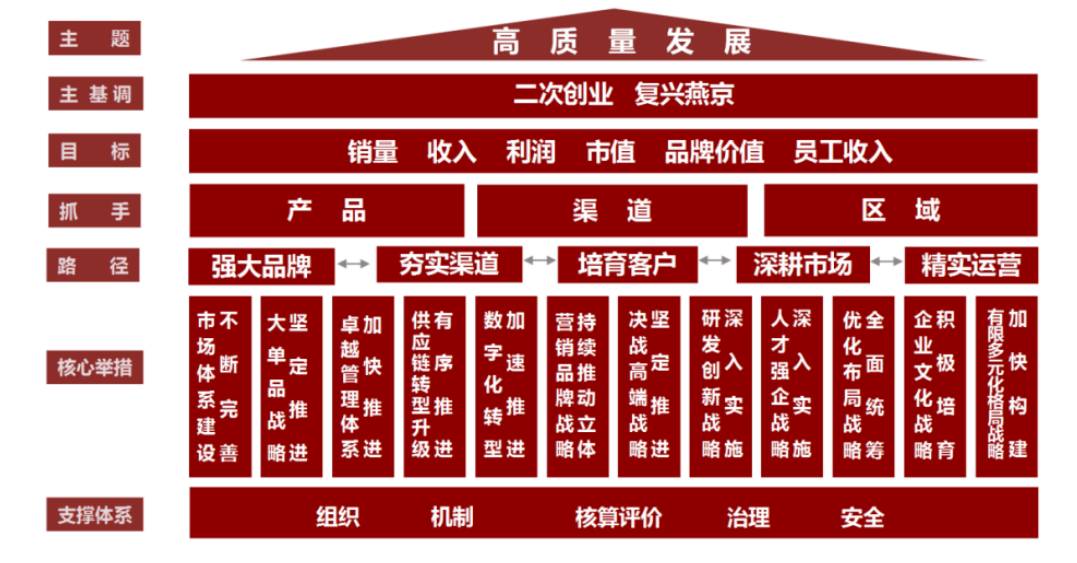 主 题
高质量发展
主基调
二次创业 复兴燕京
目 标
销量 收入 利润 市值 品牌价值 员工收入
抓 手
产 品
渠 道
区 域
路 径
强大品牌
夯实渠道
培育客户
深耕市场
精实运营
核心举措
不断完善
市场体系建设
坚定推进
大单品战略
加快推进
卓越管理体系
有序推进
供应链转型升级
加速推进
数字化转型
持续推动立体
营销品牌战略
坚定推进
决战高端战略
深入实施
研发创新战略
深入实施
人才强企战略
全面统筹
优化布局战略
积极培育
企业文化战略
加快构建
有限多元化格局战略
支撑体系
组织 机制 核算评价 治理 安全